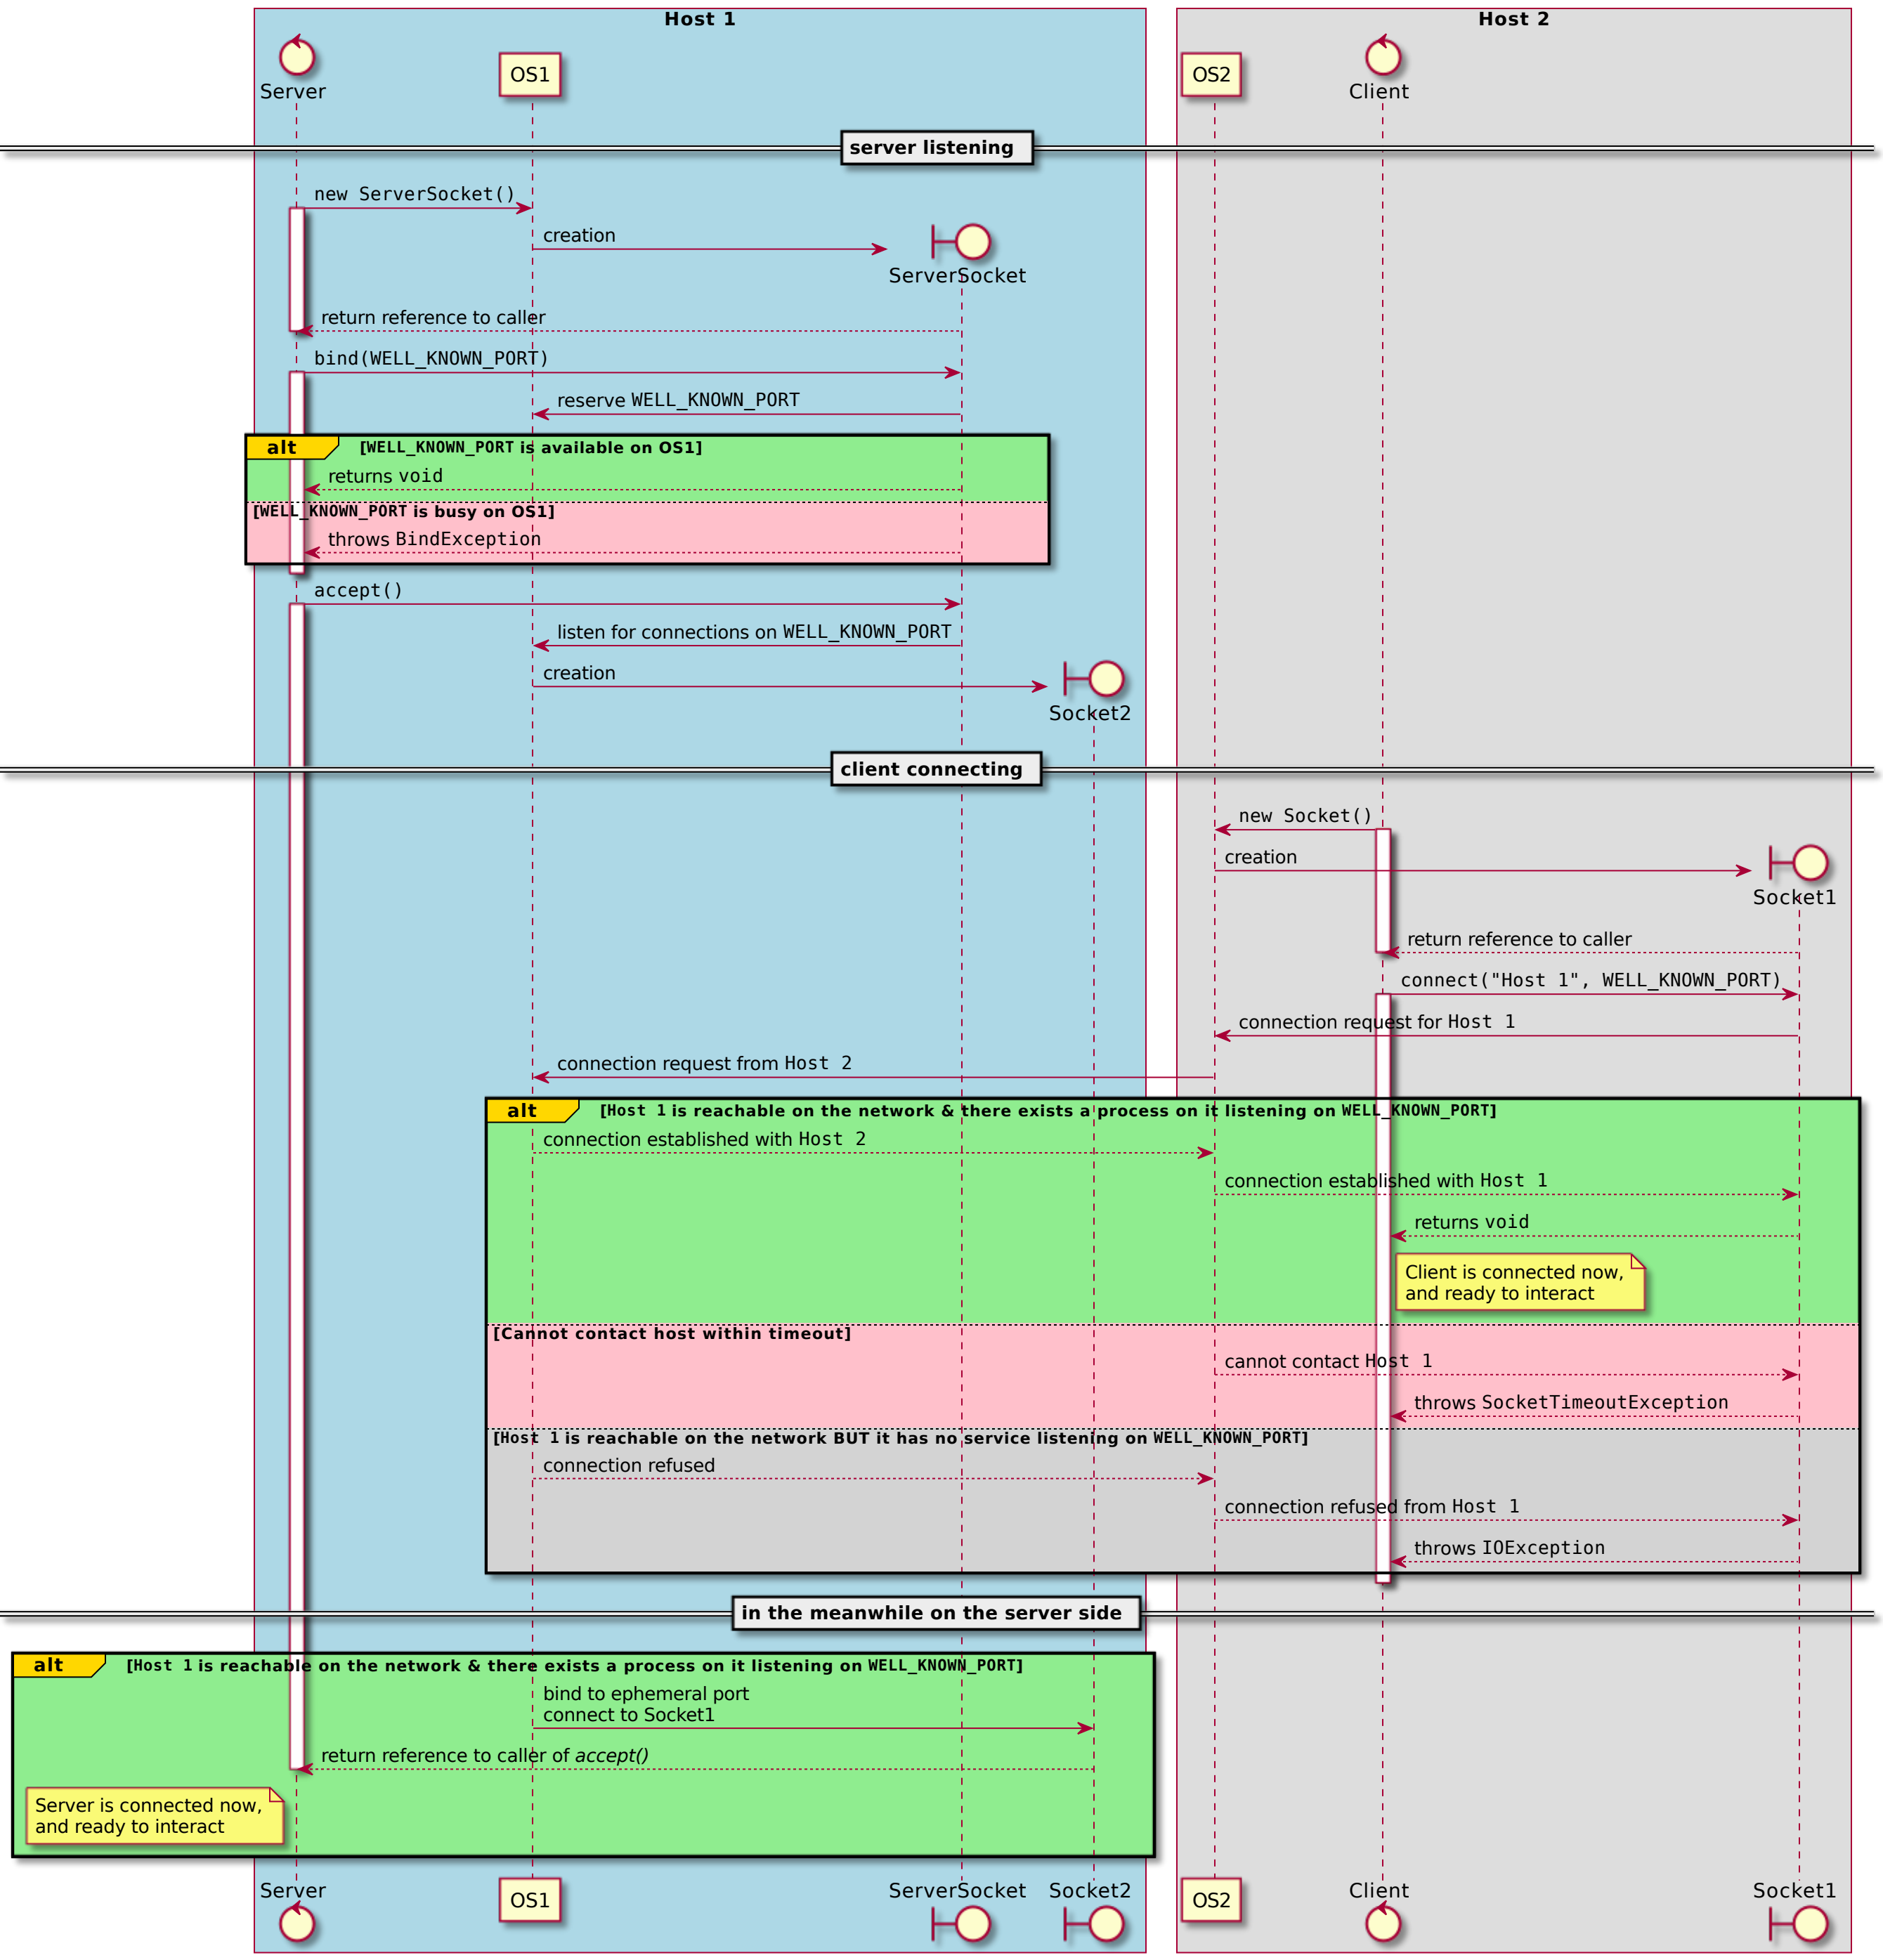 Host 1
Host 2
Server
OS1
OS2
Client
server listening
new ServerSocket()
creation
ServerSocket
return reference to caller
bind(WELL_KNOWN_PORT)
reserve WELL_KNOWN_PORT
alt [WELL_KNOWN_PORT is available on OS1]
returns void
[WELL_KNOWN_PORT is busy on OS1]
throws BindException
accept()
listen for connections on WELL_KNOWN_PORT
creation
Socket2
client connecting
new Socket()
creation
Socket1
return reference to caller
connect("Host 1", WELL_KNOWN_PORT)
connection request for Host 1
connection request from Host 2
alt [Host 1 is reachable on the network & there exists a process on it listening on WELL_KNOWN_PORT]
connection established with Host 2
connection established with Host 1
returns void
Client is connected now,
and ready to interact
[Cannot contact host within timeout]
cannot contact Host 1
throws SocketTimeoutException
[Host 1 is reachable on the network BUT it has no service listening on WELL_KNOWN_PORT]
connection refused
connection refused from Host 1
throws IOException
in the meanwhile on the server side
alt [Host 1 is reachable on the network & there exists a process on it listening on WELL_KNOWN_PORT]
bind to ephemeral port
connect to Socket1
return reference to caller of accept()
Server is connected now,
and ready to interact
Server
OS1
ServerSocket
Socket2
OS2
Client
Socket1